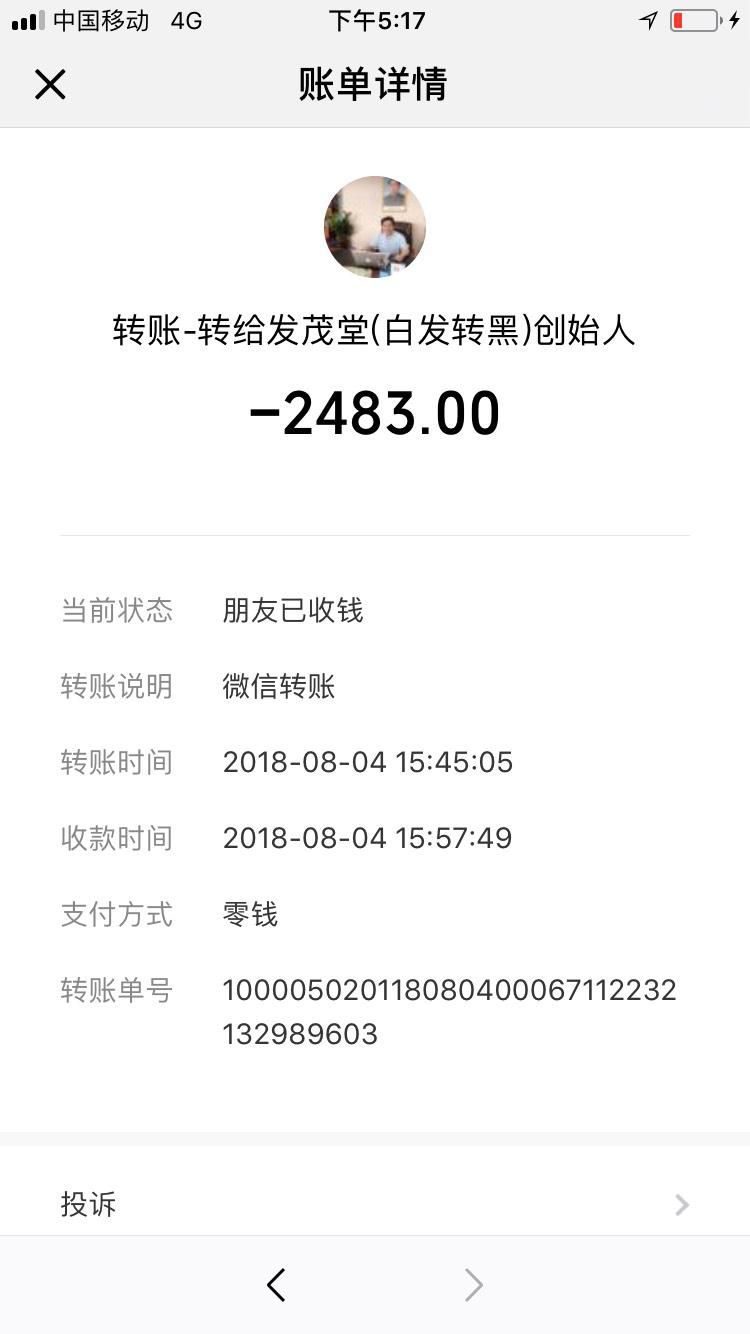 中国移动 4G 下午5:17
账单详情
转账-转给发茂堂(白发转黑)创始人
-2483.00
当前状态 朋友已收钱
转账说明 微信转账
转账时间 2018-08-04 15:45:05
收款时间 2018-08-04 15:57:49
支付方式 零钱
转账单号 100005020118080400067112232
132989603
投诉